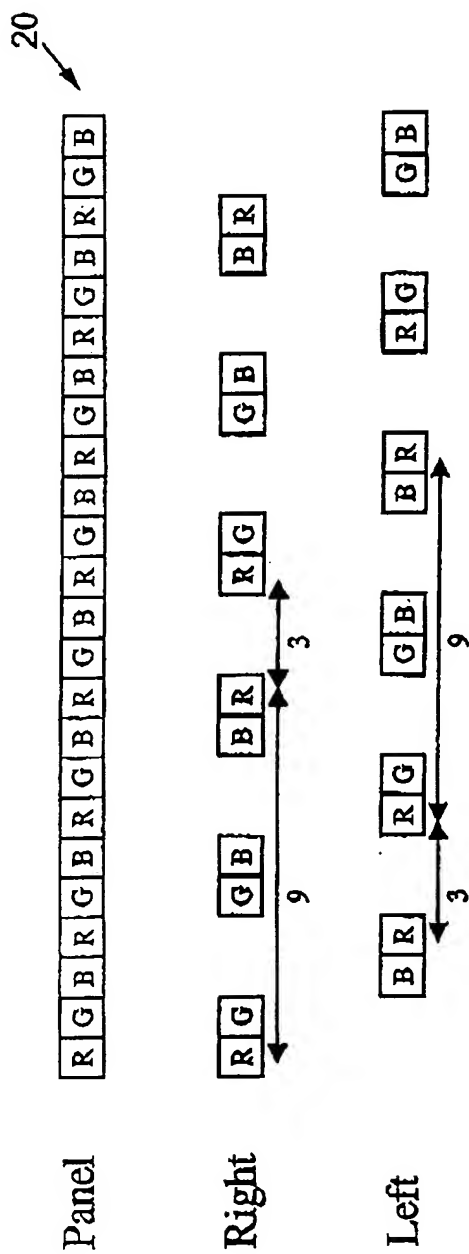 20
Panel R G B R G B R G B R G B R G B R G B R G B R G B
Right R G G B B R R G G B B R
9 3
Left B R R G G B B R R G G B
3 9